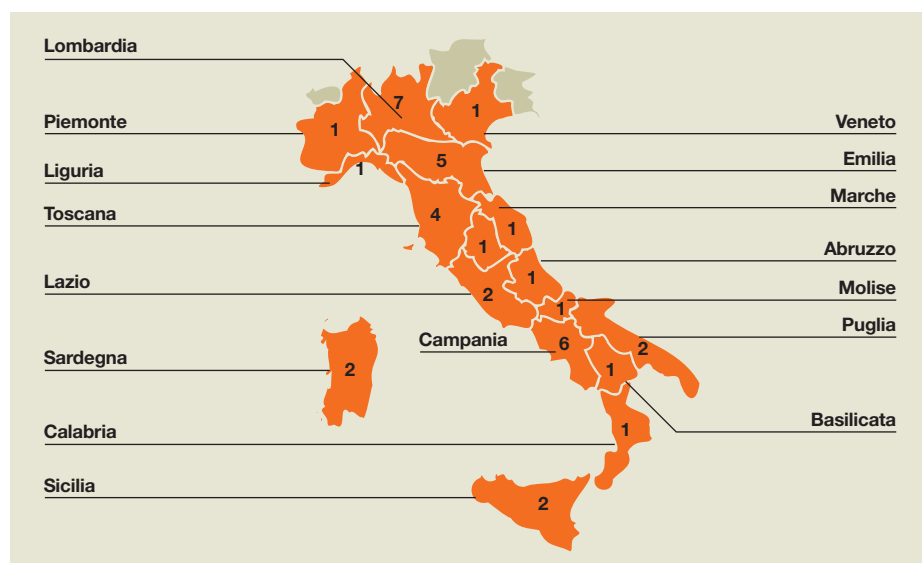 Lombardia
7
1
Piemonte
1
Veneto
5
Emilia
Liguria
1
Marche
Toscana
4
1
1
Abruzzo
Lazio
1
2
Molise
1
Puglia
Campania
6
2
Sardegna
2
1
Basilicata
Calabria
1
Sicilia
2